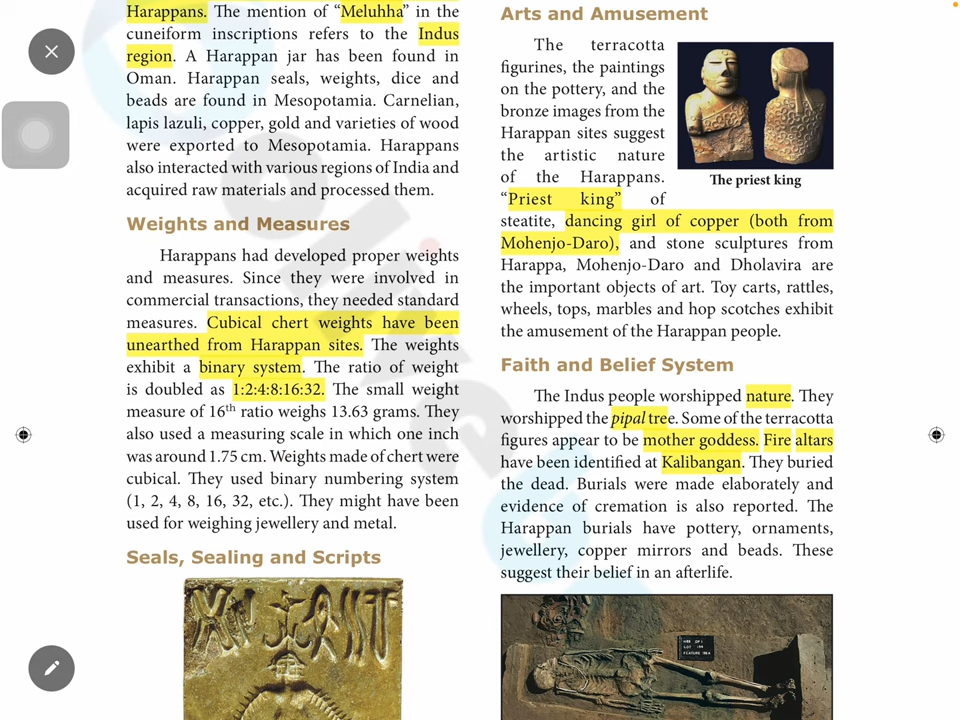 Harappans. The mention of “Meluhha” in the
cuneiform inscriptions refers to the Indus
region. A Harappan jar has been found in
Oman. Harappan seals, weights, dice and
beads are found in Mesopotamia. Carnelian,
lapis lazuli, copper, gold and varieties of wood
were exported to Mesopotamia. Harappans
also interacted with various regions of India and
acquired raw materials and processed them.
Weights and Measures
Harappans had developed proper weights
and measures. Since they were involved in
commercial transactions, they needed standard
measures. Cubical chert weights have been
unearthed from Harappan sites. The weights
exhibit a binary system. The ratio of weight
is doubled as 1:2:4:8:16:32. The small weight
measure of 16th ratio weighs 13.63 grams. They
also used a measuring scale in which one inch
was around 1.75 cm. Weights made of chert were
cubical. They used binary numbering system
(1, 2, 4, 8, 16, 32, etc.). They might have been
used for weighing jewellery and metal.
Seals, Sealing and Scripts
Arts and Amusement
The terracotta
figurines, the paintings
on the pottery, and the
bronze images from the
Harappan sites suggest
the artistic nature
of the Harappans.
“Priest king” of
steatite, dancing girl of copper (both from
Mohenjo-Daro), and stone sculptures from
Harappa, Mohenjo-Daro and Dholavira are
the important objects of art. Toy carts, rattles,
wheels, tops, marbles and hop scotches exhibit
the amusement of the Harappan people.
The priest king
Faith and Belief System
The Indus people worshipped nature. They
worshipped the pipal tree. Some of the terracotta
figures appear to be mother goddess. Fire altars
have been identified at Kalibangan. They buried
the dead. Burials were made elaborately and
evidence of cremation is also reported. The
Harappan burials have pottery, ornaments,
jewellery, copper mirrors and beads. These
suggest their belief in an afterlife.